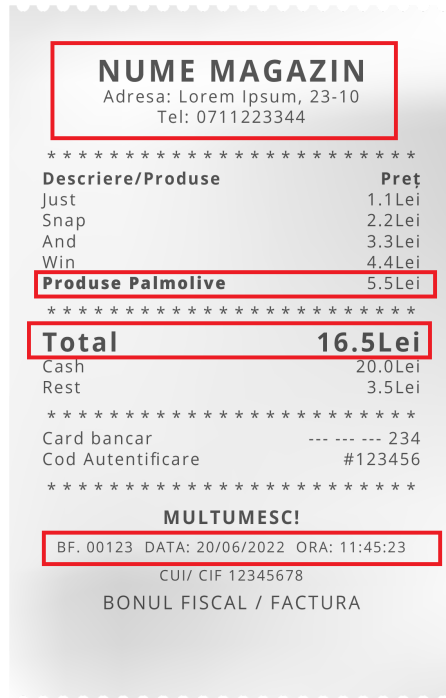 NUME MAGAZIN
Adresa: Lorem Ipsum, 23-10
Tel: 0711223344
* * * * * * * * * * * * * * * * * * * * * * * *
Descriere/Produse Preț
Just 1.1Lei
Snap 2.2Lei
And 3.3Lei
Win 4.4Lei
Produse Palmolive 5.5Lei
* * * * * * * * * * * * * * * * * * * * * * * *
Total 16.5Lei
Cash 20.0Lei
Rest 3.5Lei
* * * * * * * * * * * * * * * * * * * * * * * *
Card bancar --- --- --- 234
Cod Autentificare #123456
* * * * * * * * * * * * * * * * * * * * * * * *
MULTUMESC!
BF. 00123 DATA: 20/06/2022 ORA: 11:45:23
CUI/ CIF 12345678
BONUL FISCAL / FACTURA